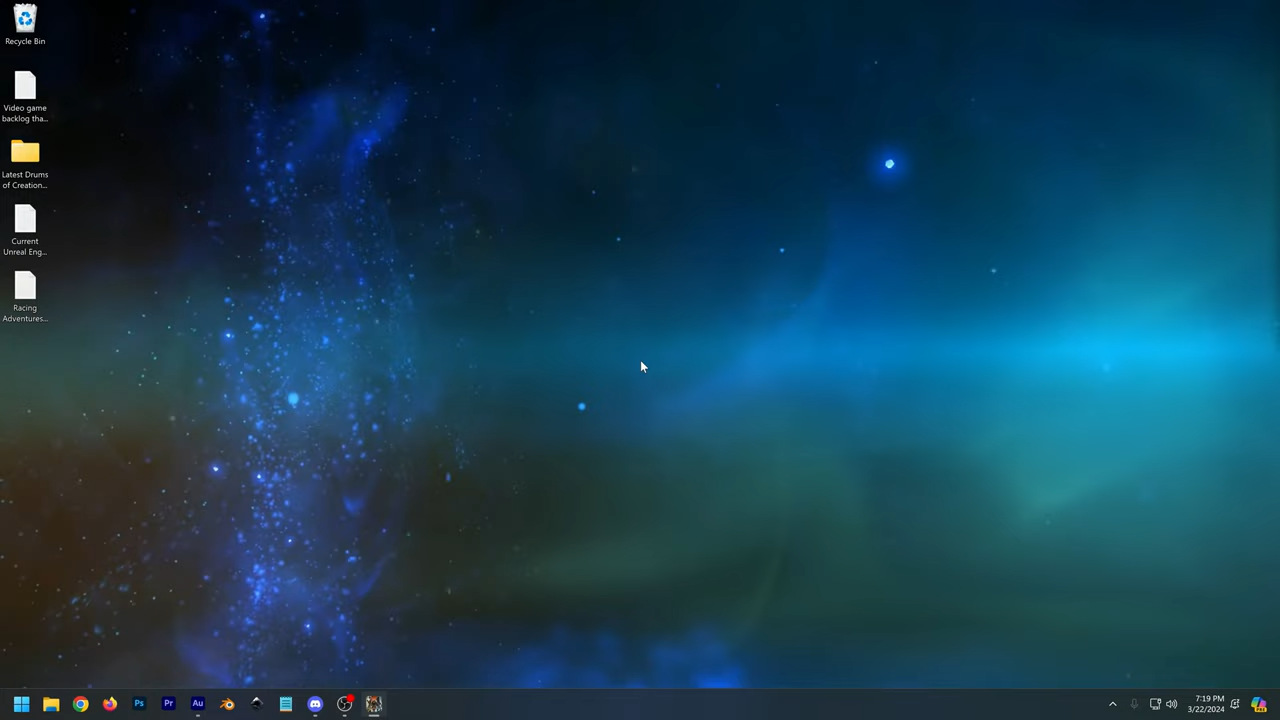 Recycle Bin
Video game
backlog tha...
Latest Drums
of Creation...
Current
Unreal Eng...
Racing
Adventures...
Ps
Pr
Au
7:19 PM
3/22/2024